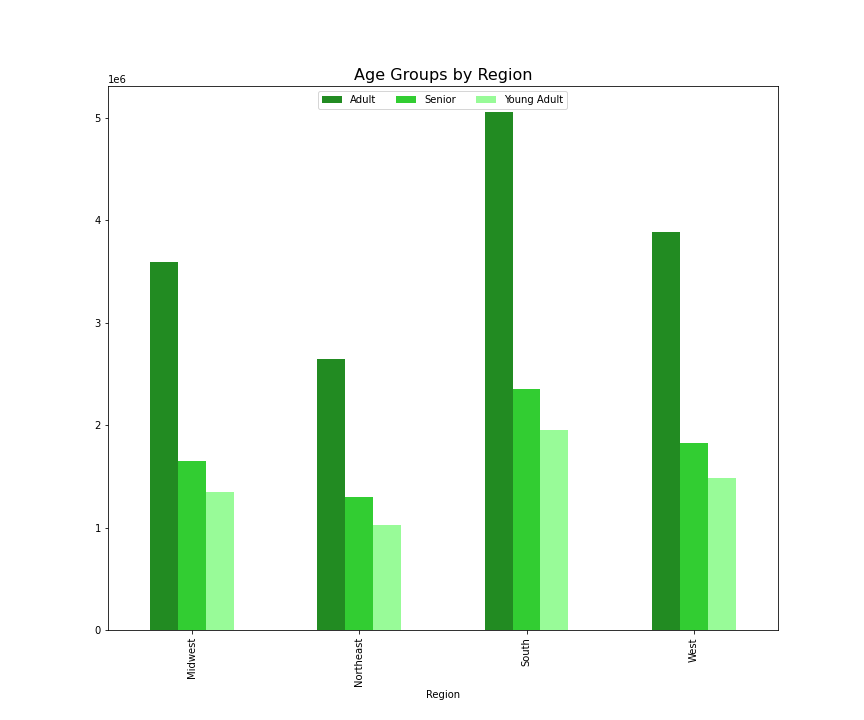 Age Groups by Region
1e6
Adult Senior Young Adult
5
4
3
2
1
0
Midwest
Northeast
South
West
Region